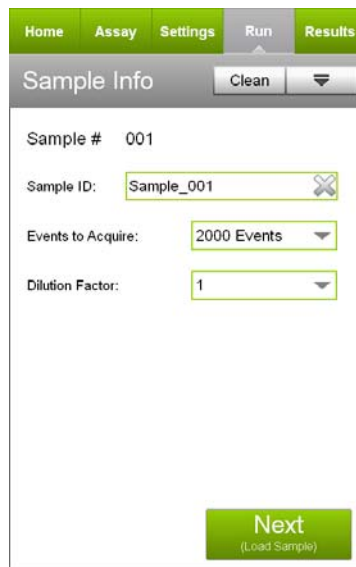 Home Assay Settings Run Results
Sample Info Clean
Sample # 001
Sample ID: Sample_001
Events to Acquire: 2000 Events
Dilution Factor: 1
Next
(Load Sample)